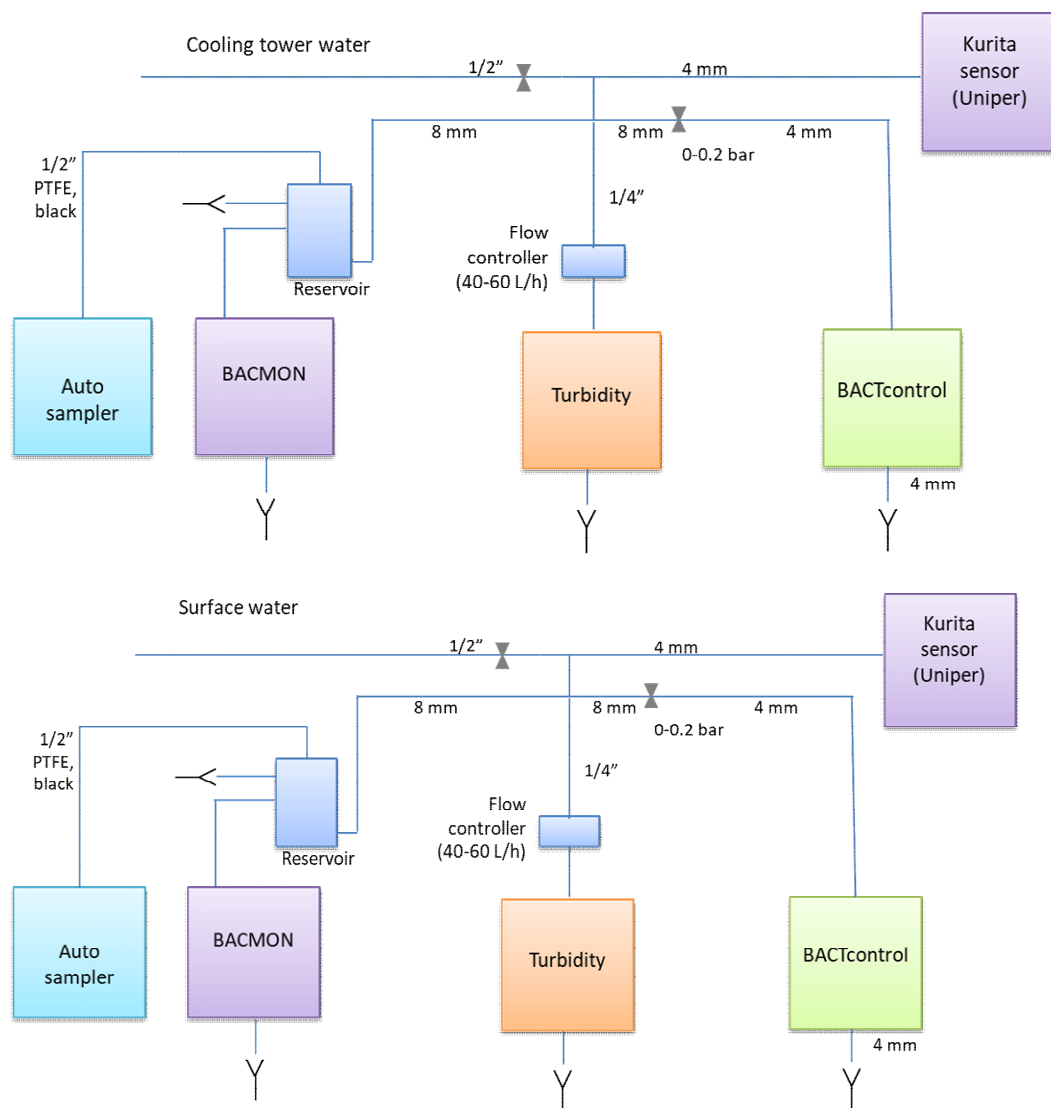 Cooling tower water
1/2”
4 mm
Kurita
sensor
(Uniper)
8 mm
8 mm
4 mm
0-0.2 bar
1/2”
PTFE,
black
1/4”
Flow
controller
(40-60 L/h)
Reservoir
Auto
sampler
BACMON
Turbidity
BACTcontrol
4 mm
Surface water
1/2”
4 mm
Kurita
sensor
(Uniper)
8 mm
8 mm
4 mm
0-0.2 bar
1/2”
PTFE,
black
1/4”
Flow
controller
(40-60 L/h)
Reservoir
Auto
sampler
BACMON
Turbidity
BACTcontrol
4 mm